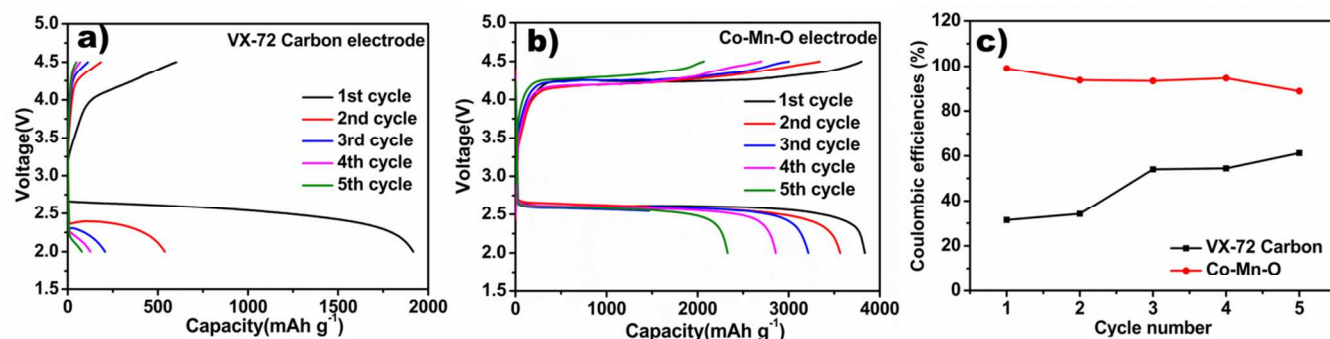 a)
VX-72 Carbon electrode
1st cycle
2nd cycle
3rd cycle
4th cycle
5th cycle
Voltage(V)
5.0
4.5
4.0
3.5
3.0
2.5
2.0
1.5
0 500 1000 1500 2000
Capacity(mAh g⁻¹)
b)
Co-Mn-O electrode
1st cycle
2nd cycle
3nd cycle
4th cycle
5th cycle
Voltage(V)
5.0
4.5
4.0
3.5
3.0
2.5
2.0
1.5
0 500 1000 1500 2000 2500 3000 3500 4000
Capacity(mAh g⁻¹)
c)
Coulombic efficiencies (%)
120
100
80
60
40
20
0
VX-72 Carbon
Co-Mn-O
1 2 3 4 5
Cycle number